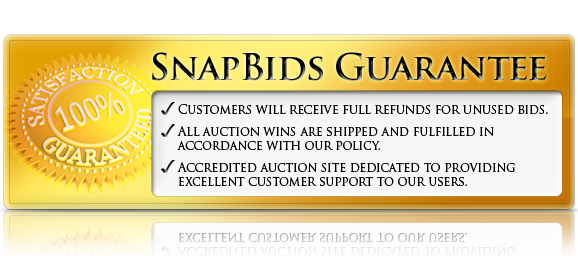 SnapBids Guarantee
SATISFACTION
100%
GUARANTEED
✓ Customers will receive full refunds for unused bids.
✓ All auction wins are shipped and fulfilled in
accordance with our policy.
✓ Accredited auction site dedicated to providing
excellent customer support to our users.